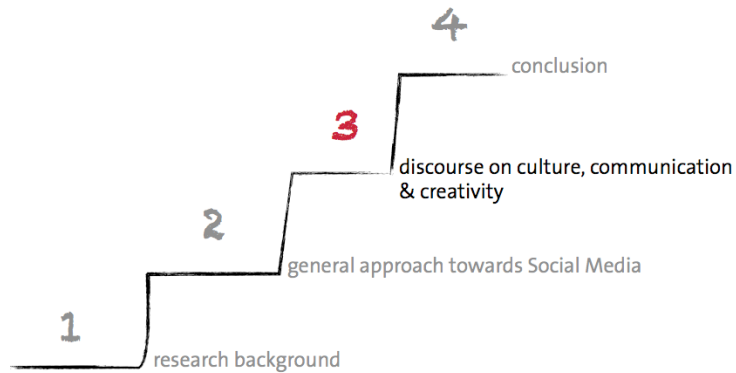 4
conclusion
3
discourse on culture, communication
& creativity
2
general approach towards Social Media
1
research background